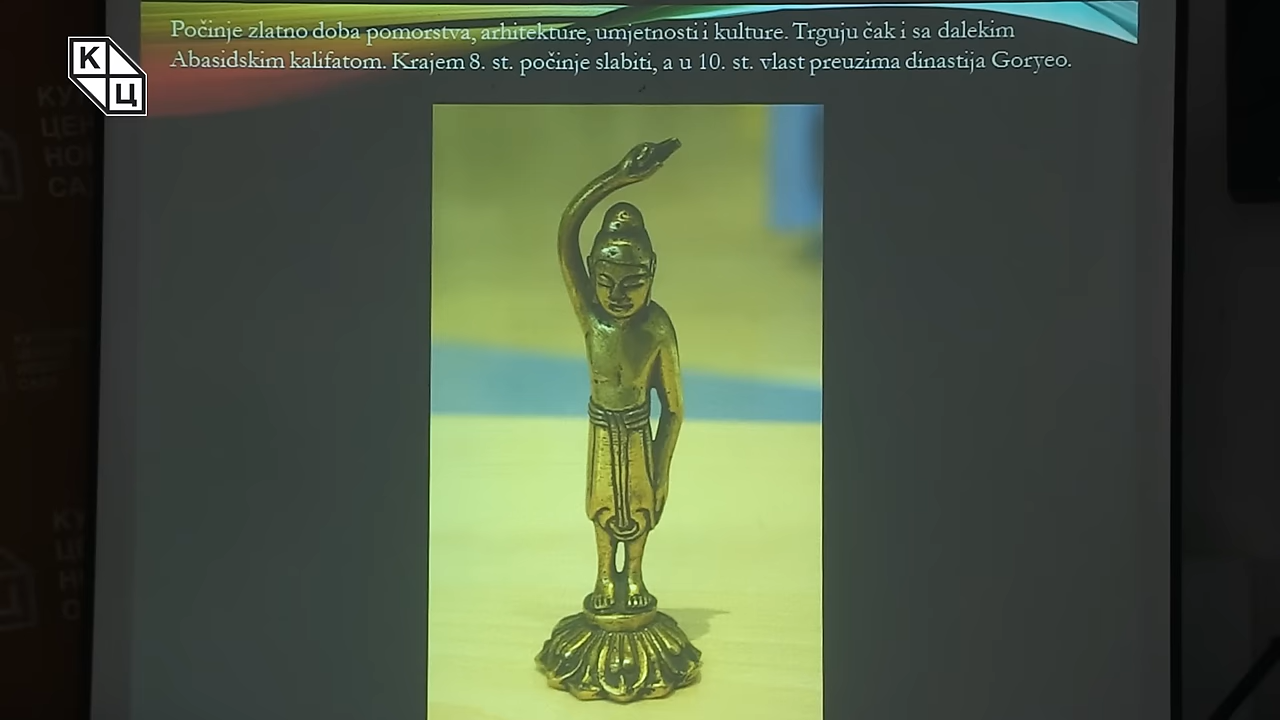 Počinje zlatno doba pomorstva, arhitekture, umjetnosti i kulture. Trguju čak i sa dalekim
Abasidskim kalifatom. Krajem 8. st. počinje slabiti, a u 10. st. vlast preuzima dinastija Goryeo.
К
Ц